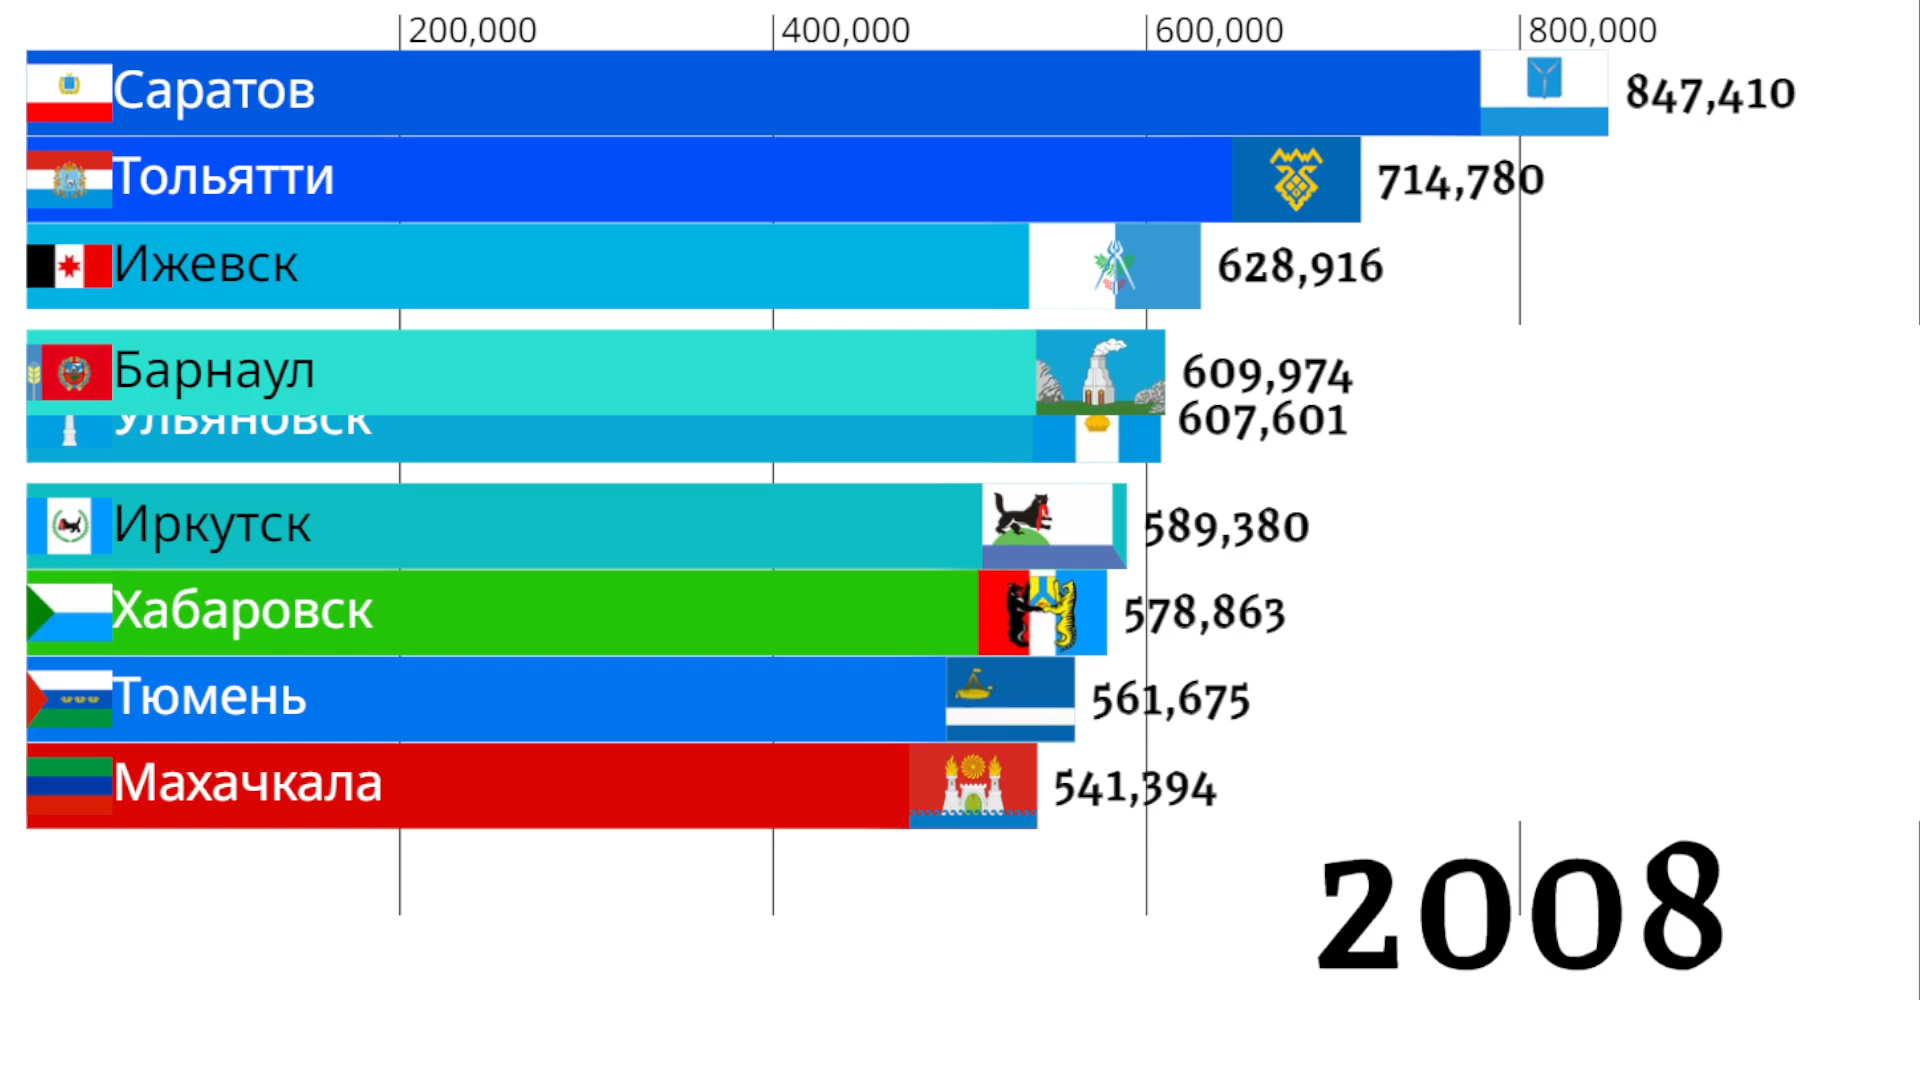 200,000 400,000 600,000 800,000
Саратов 847,410
Тольятти 714,780
Ижевск 628,916
Барнаул 609,974
Ульяновск 607,601
Иркутск 589,380
Хабаровск 578,863
Тюмень 561,675
Махачкала 541,394
2008